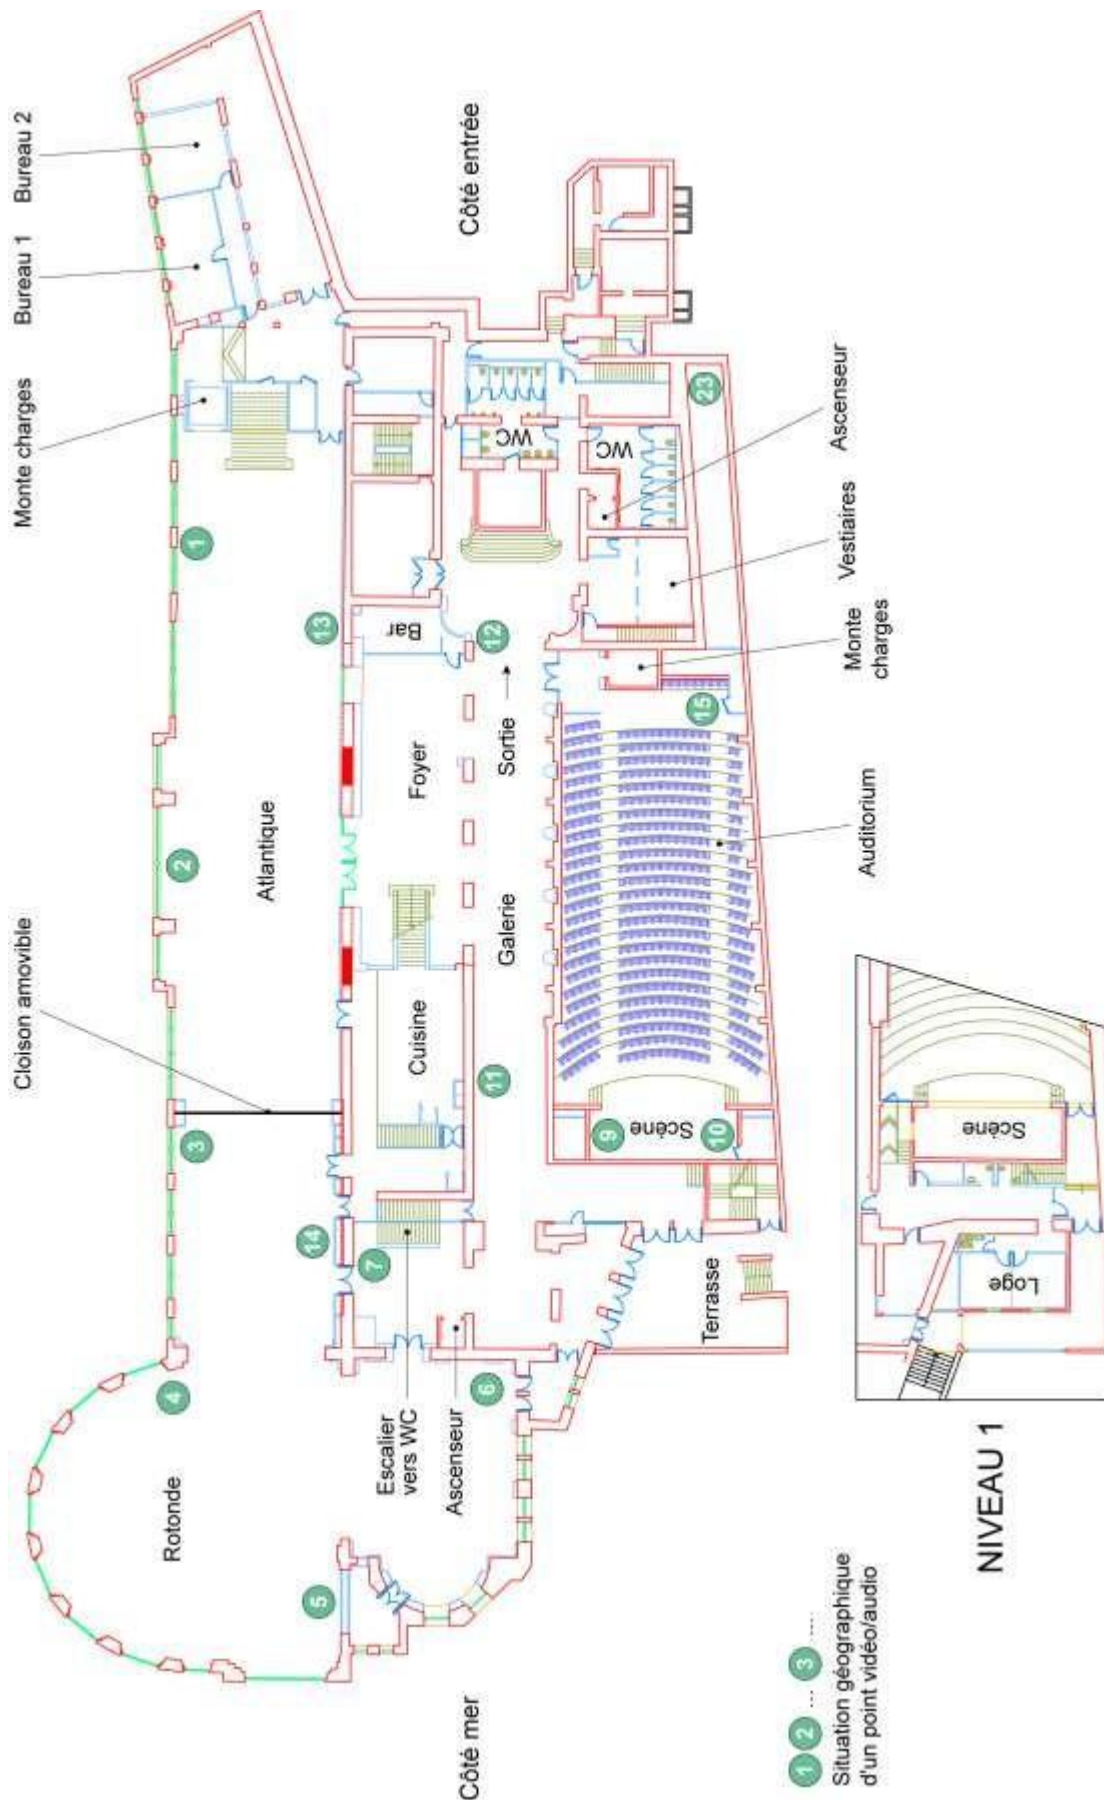 Côté mer
Côté entrée
Rotonde
Cloison amovible
Atlantique
Monte charges
Bureau 1
Bureau 2
4
3
2
1
5
14
13
7
Escalier
vers WC
Ascenseur
6
Cuisine
11
Foyer
Bar
12
Galerie
Sortie
WC
WC
23
Terrasse
9
Scène
10
15
Auditorium
Monte
charges
Vestiaires
Ascenseur
1 2 ... 3 ....
Situation géographique
d'un point vidéo/audio
NIVEAU 1
Loge
Scène